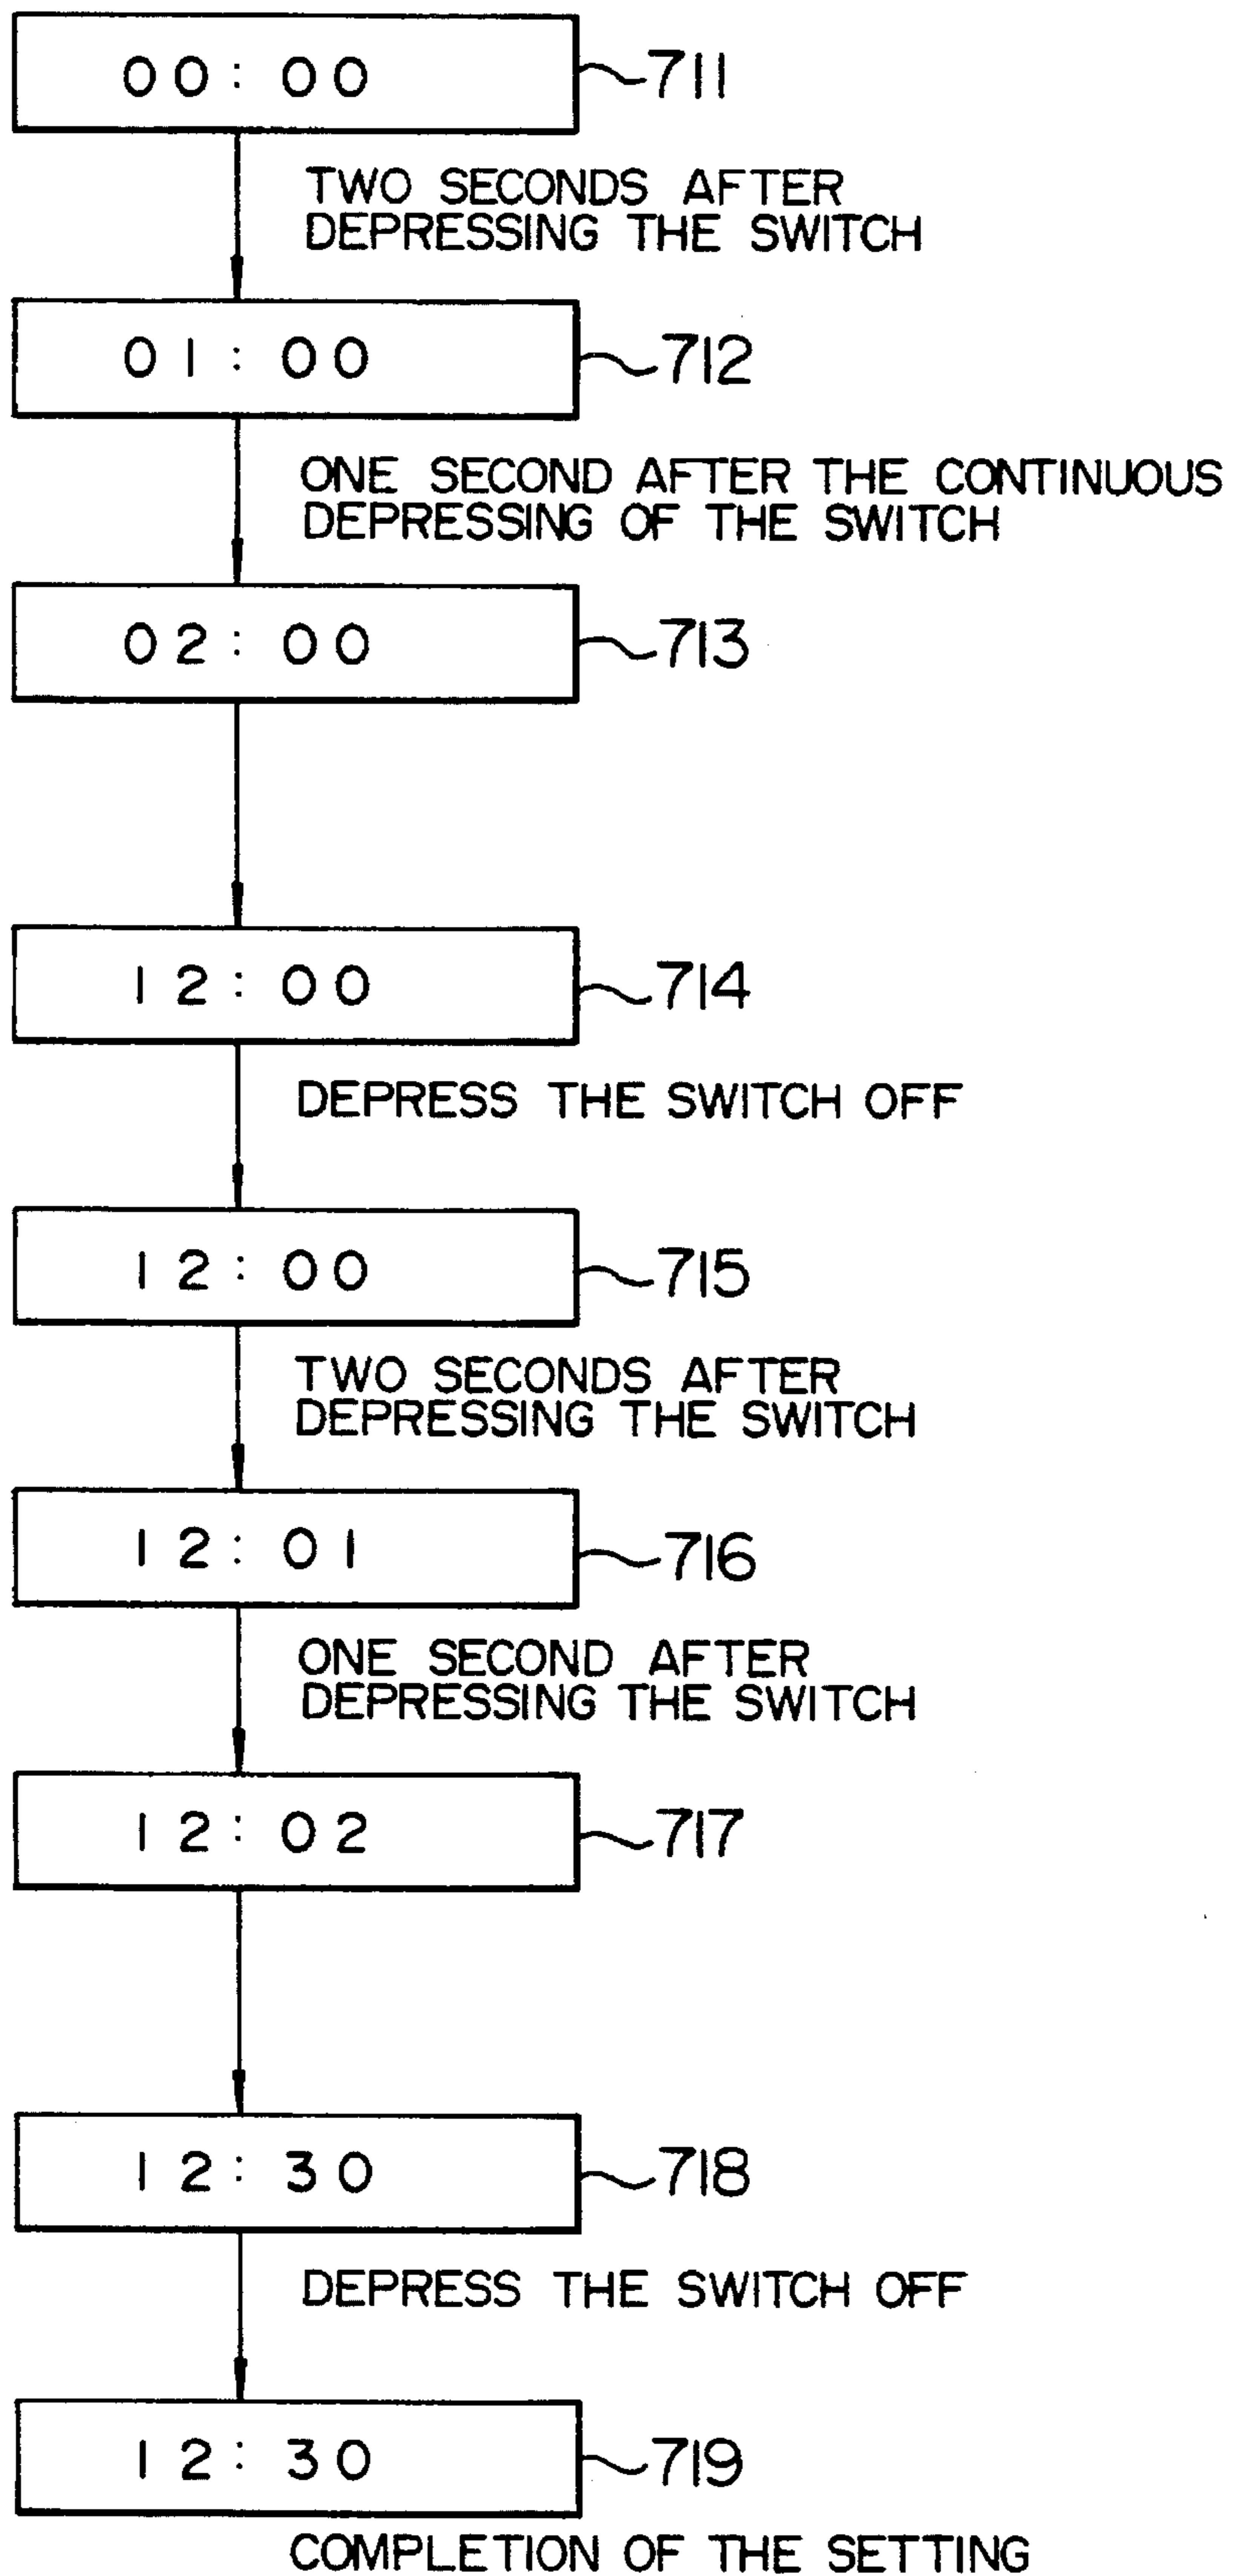 00:00 711
TWO SECONDS AFTER
DEPRESSING THE SWITCH
01:00 712
ONE SECOND AFTER THE CONTINUOUS
DEPRESSING OF THE SWITCH
02:00 713
12:00 714
DEPRESS THE SWITCH OFF
12:00 715
TWO SECONDS AFTER
DEPRESSING THE SWITCH
12:01 716
ONE SECOND AFTER
DEPRESSING THE SWITCH
12:02 717
12:30 718
DEPRESS THE SWITCH OFF
12:30 719
COMPLETION OF THE SETTING